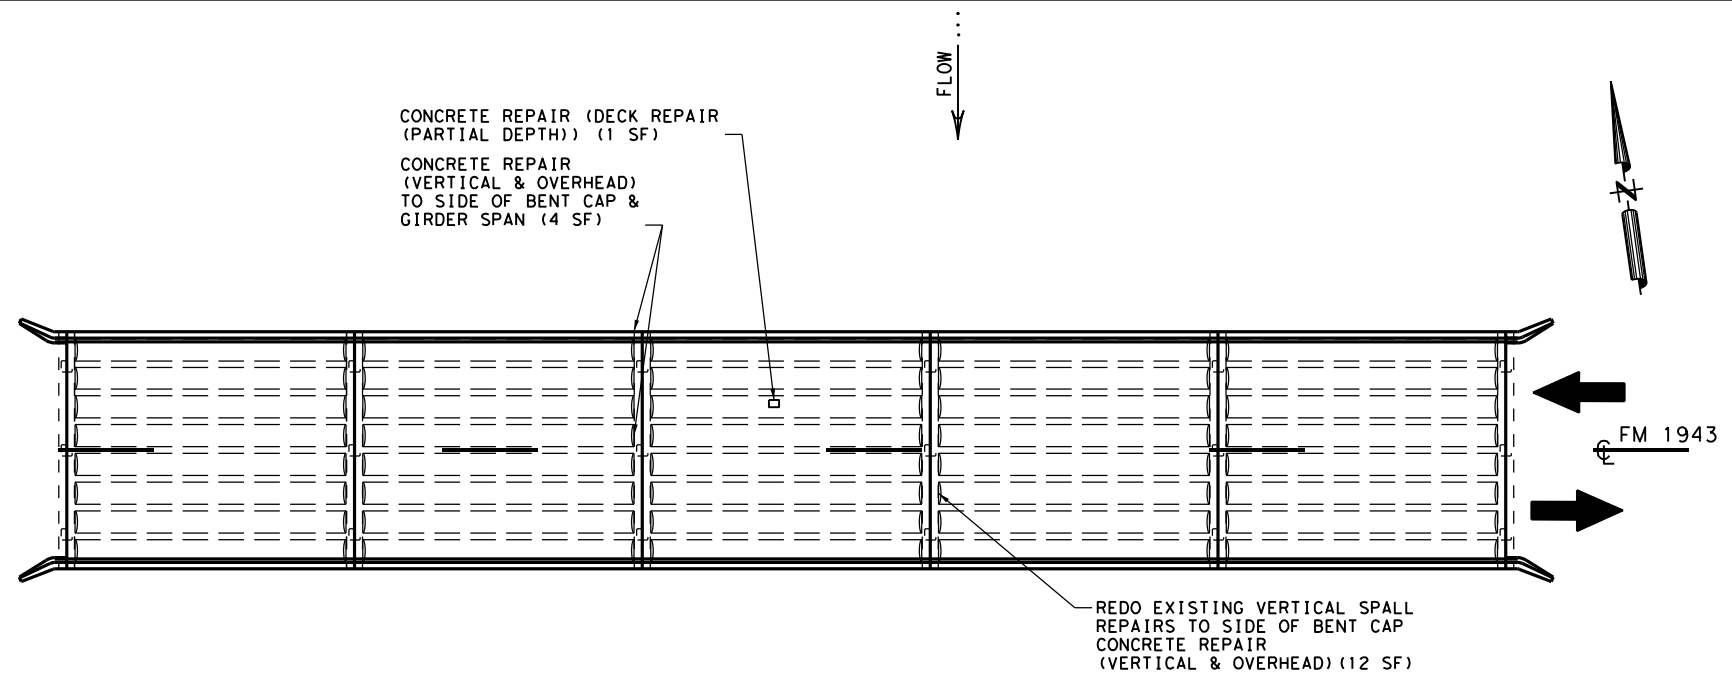 FLOW
CONCRETE REPAIR (DECK REPAIR
(PARTIAL DEPTH)) (1 SF)
CONCRETE REPAIR
(VERTICAL & OVERHEAD)
TO SIDE OF BENT CAP &
GIRDER SPAN (4 SF)
N
℄ FM 1943
REDO EXISTING VERTICAL SPALL
REPAIRS TO SIDE OF BENT CAP
CONCRETE REPAIR
(VERTICAL & OVERHEAD) (12 SF)